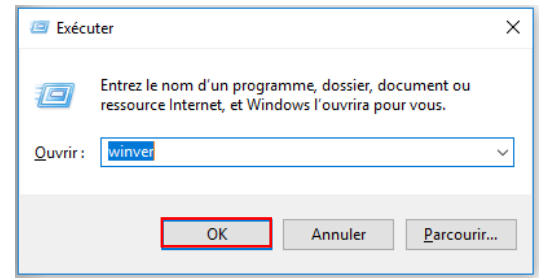 Exécuter
Entrez le nom d'un programme, dossier, document ou
ressource Internet, et Windows l'ouvrira pour vous.
Ouvrir : winver
OK Annuler Parcourir...